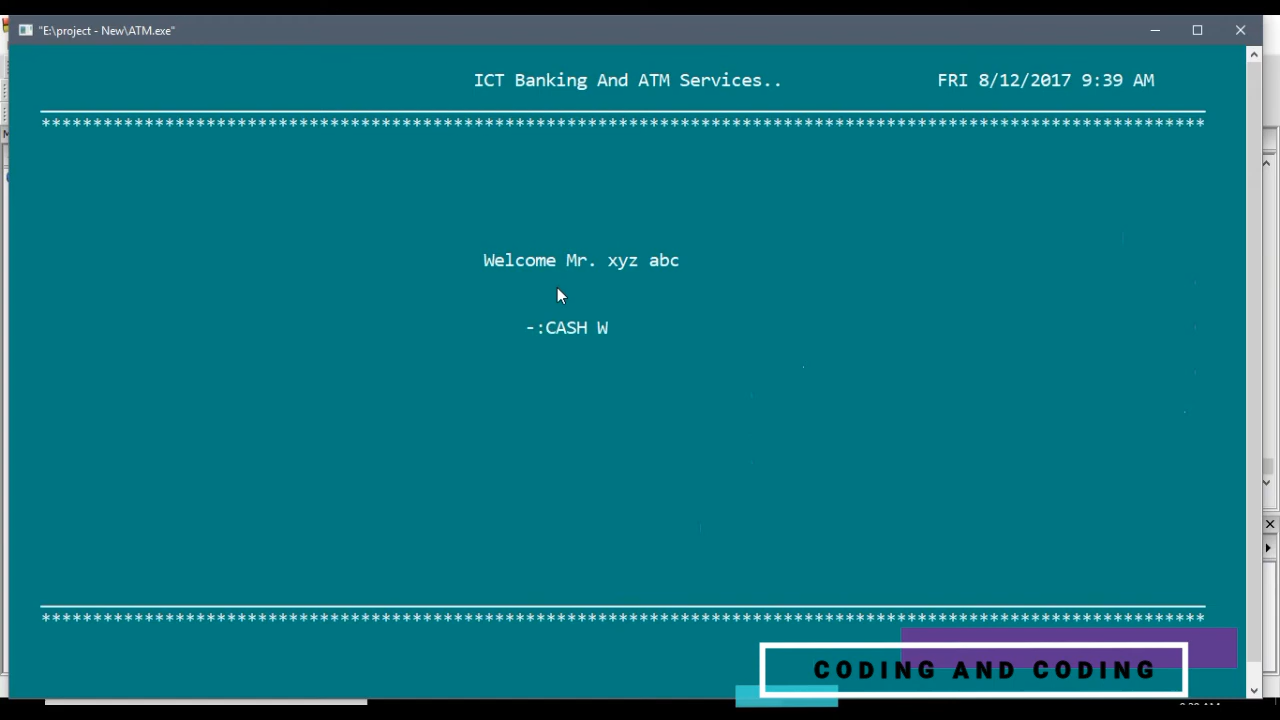 "E:\project - New\ATM.exe"
ICT Banking And ATM Services.. FRI 8/12/2017 9:39 AM
*****************************************************************************************************************
Welcome Mr. xyz abc
-:CASH W
*****************************************************************************************************************
CODING AND CODING